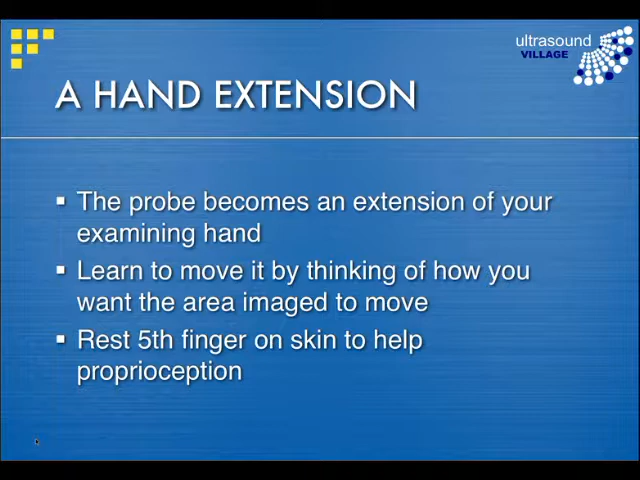 ultrasound
VILLAGE
A HAND EXTENSION
▪ The probe becomes an extension of your
examining hand
▪ Learn to move it by thinking of how you
want the area imaged to move
▪ Rest 5th finger on skin to help
proprioception